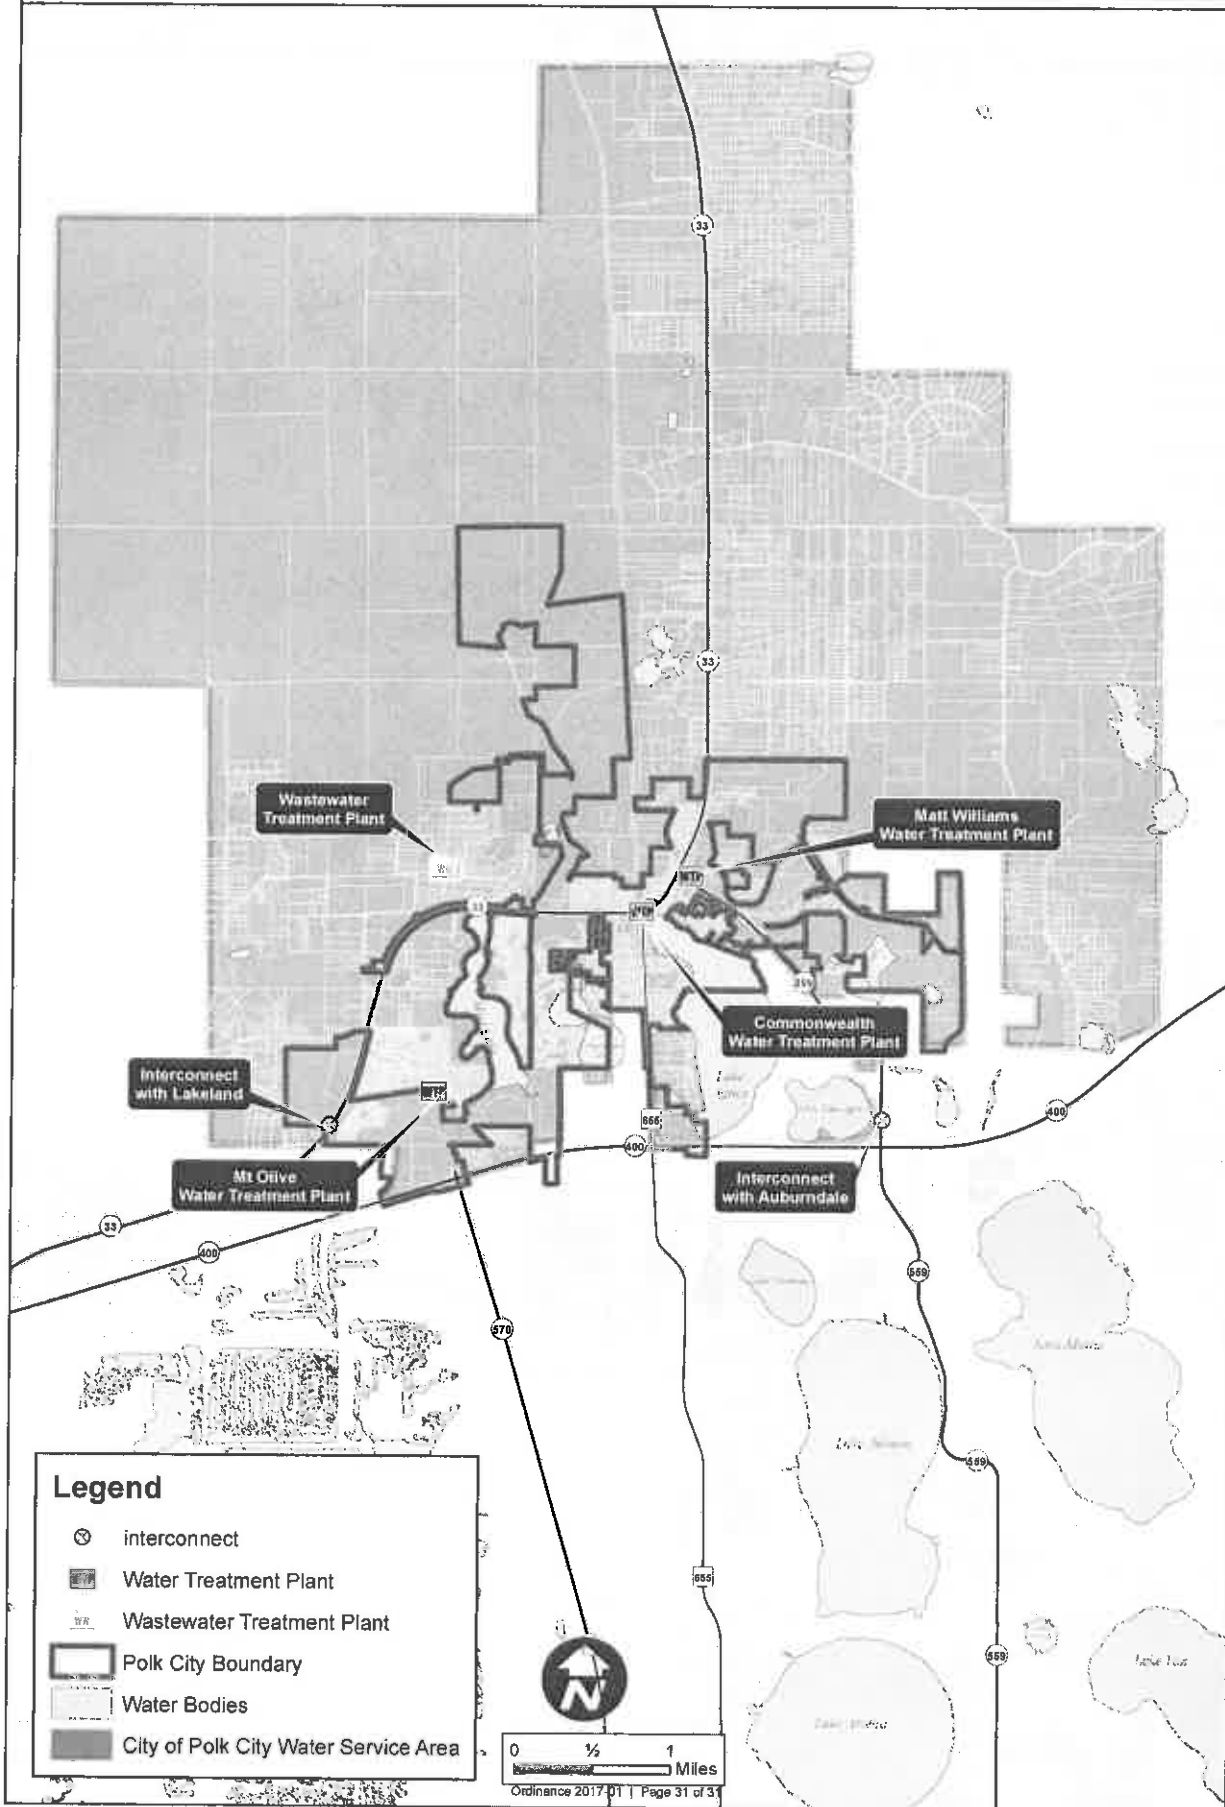 33
33
Wastewater
Treatment Plant
Matt Williams
Water Treatment Plant
WTP
33
559
Commonwealth
Water Treatment Plant
Interconnect
with Lakeland
655
400
400
Mt Olive
Water Treatment Plant
Interconnect
with Auburndale
33
400
559
570
559
655
559
Legend
interconnect
Water Treatment Plant
Wastewater Treatment Plant
Polk City Boundary
Water Bodies
City of Polk City Water Service Area
N
0 ½ 1
Miles
Ordinance 2017-01 | Page 31 of 31